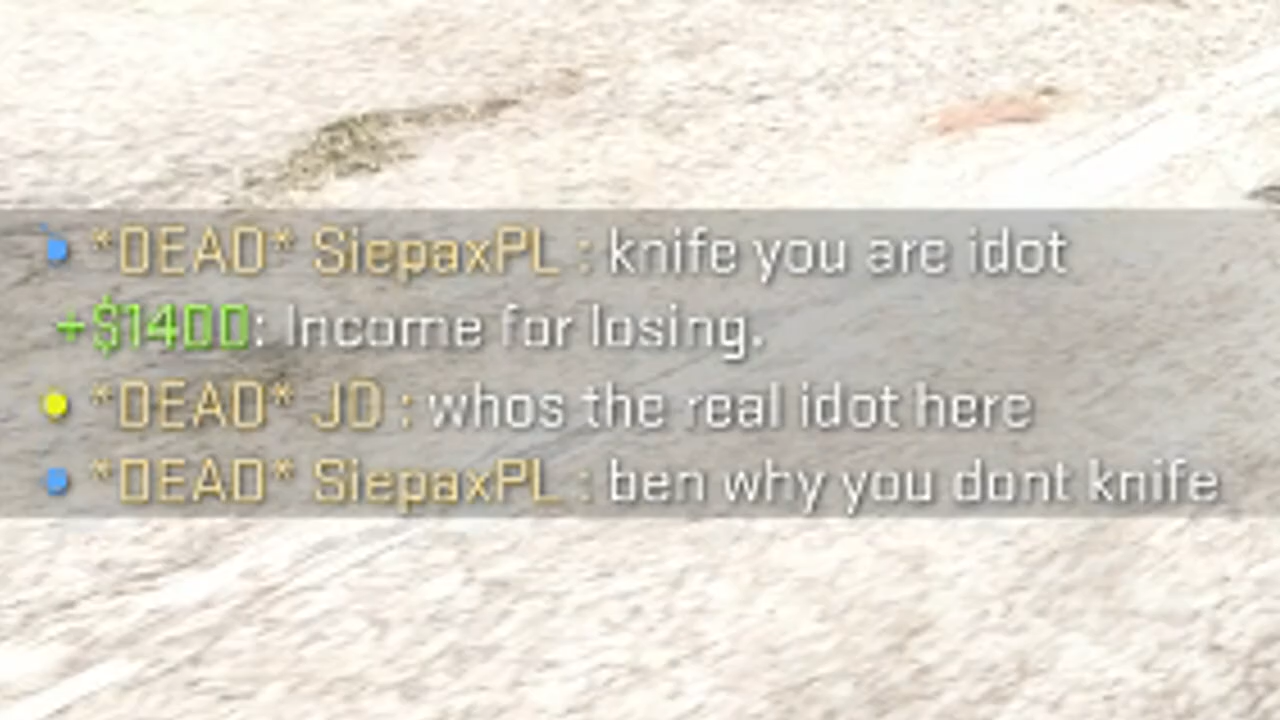 *DEAD* SiepaxPL : knife you are idot
+$1400: Income for losing.
*DEAD* JD : whos the real idot here
*DEAD* SiepaxPL : ben why you dont knife